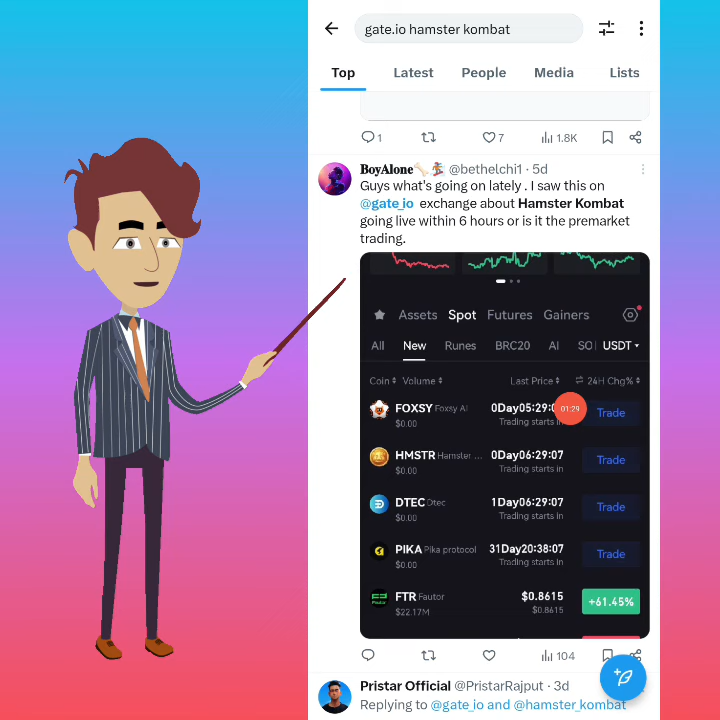 gate.io hamster kombat
Top Latest People Media Lists
1 7 1.8K
BoyAlone @bethelchi1 · 5d
Guys what's going on lately . I saw this on
@gate_io exchange about Hamster Kombat
going live within 6 hours or is it the premarket
trading.
Assets Spot Futures Gainers
All New Runes BRC20 AI USDT
Coin Volume Last Price 24H Chg%
FOXSY Foxsy AI 0Day05:29: 01:29 Trade
$0.00 Trading starts in
HMSTR Hamster ... 0Day06:29:07 Trade
$0.00 Trading starts in
DTEC Dtec 1Day06:29:07 Trade
$0.00 Trading starts in
PIKA Pika protocol 31Day20:38:07 Trade
$0.00 Trading starts in
FTR Fautor $0.8615 +61.45%
$22.17M $0.8615
104
Pristar Official @PristarRajput · 3d
Replying to @gate_io and @hamster_kombat